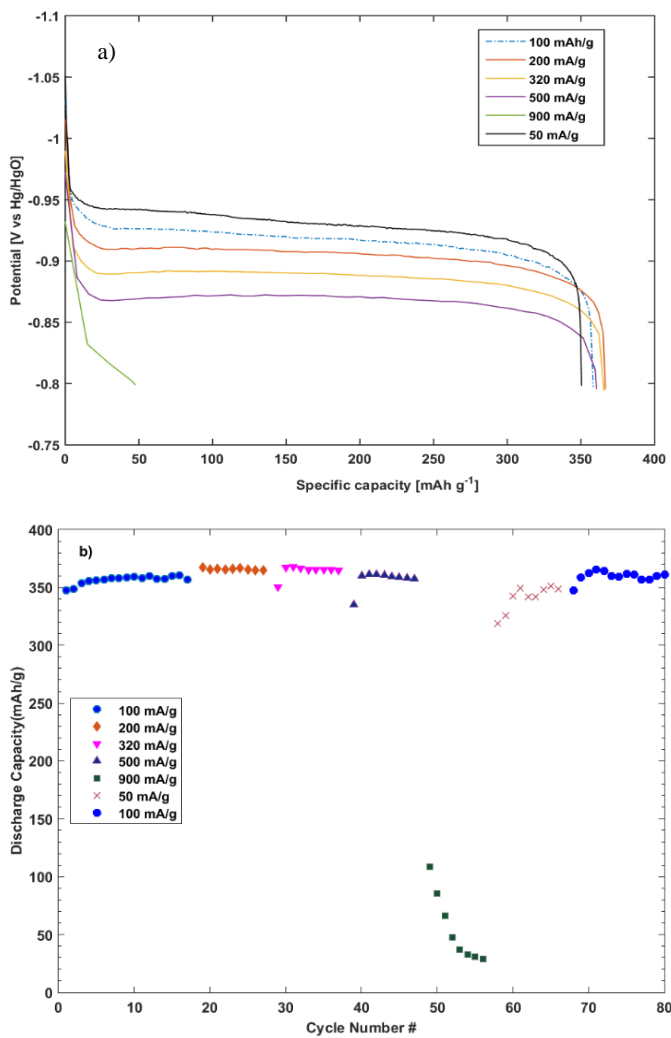 -1.1
a)
100 mAh/g
200 mA/g
320 mA/g
500 mA/g
900 mA/g
50 mA/g
-1.05
-1
-0.95
-0.9
-0.85
-0.8
-0.75
Potential [V vs Hg/HgO]
0 50 100 150 200 250 300 350 400
Specific capacity [mAh g⁻¹]
400
b)
350
300
250
200
150
100
50
0
Discharge Capacity(mAh/g)
100 mA/g
200 mA/g
320 mA/g
500 mA/g
900 mA/g
50 mA/g
100 mA/g
0 10 20 30 40 50 60 70 80
Cycle Number #